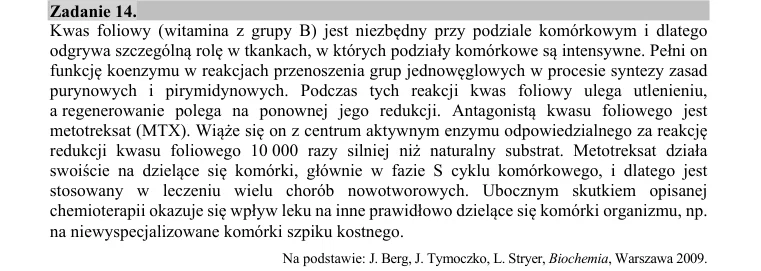 Zadanie 14.
Kwas foliowy (witamina z grupy B) jest niezbędny przy podziale komórkowym i dlatego
odgrywa szczególną rolę w tkankach, w których podziały komórkowe są intensywne. Pełni on
funkcję koenzymu w reakcjach przenoszenia grup jednowęglowych w procesie syntezy zasad
purynowych i pirymidynowych. Podczas tych reakcji kwas foliowy ulega utlenieniu,
a regenerowanie polega na ponownej jego redukcji. Antagonistą kwasu foliowego jest
metotreksat (MTX). Wiąże się on z centrum aktywnym enzymu odpowiedzialnego za reakcję
redukcji kwasu foliowego 10 000 razy silniej niż naturalny substrat. Metotreksat działa
swoiście na dzielące się komórki, głównie w fazie S cyklu komórkowego, i dlatego jest
stosowany w leczeniu wielu chorób nowotworowych. Ubocznym skutkiem opisanej
chemioterapii okazuje się wpływ leku na inne prawidłowo dzielące się komórki organizmu, np.
na niewyspecjalizowane komórki szpiku kostnego.
Na podstawie: J. Berg, J. Tymoczko, L. Stryer, Biochemia, Warszawa 2009.